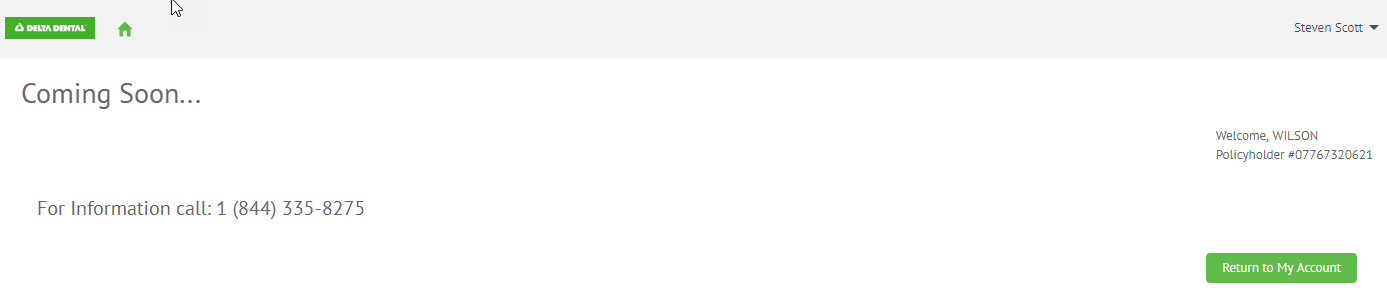 DELTA DENTAL
Steven Scott
Coming Soon...
Welcome, WILSON
Policyholder #07767320621
For Information call: 1 (844) 335-8275
Return to My Account